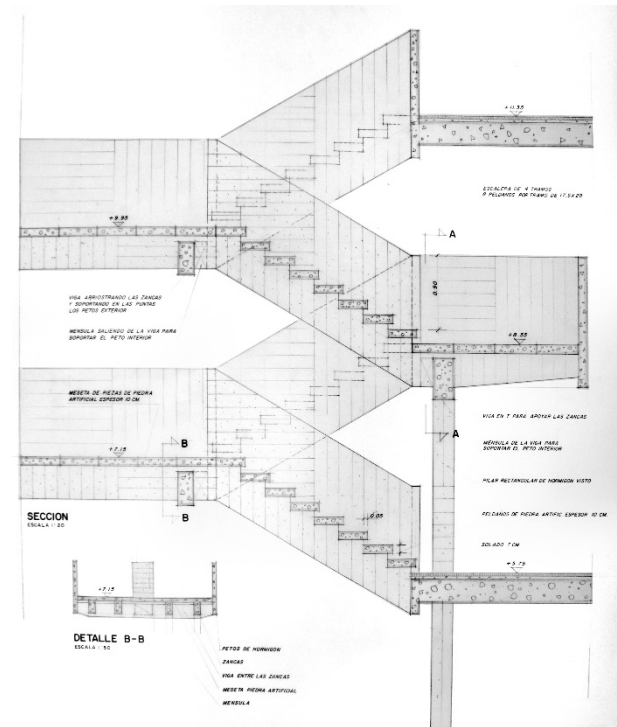 +11.35
ESCALERA DE 4 TRAMOS
8 PELDAÑOS POR TRAMO DE 17.5X29
+9.95
A
0.90
VIGA ARRIOSTRANDO LAS ZANCAS
Y SOPORTANDO EN LAS PUNTAS
LOS PETOS EXTERIOR
MENSULA SALIENDO DE LA VIGA PARA
SOPORTAR EL PETO INTERIOR
+8.55
MESETA DE PIEZAS DE PIEDRA
ARTIFICIAL ESPESOR 10 CM.
VIGA EN T PARA APOYAR LAS ZANCAS
A
MÉNSULA DE LA VIGA PARA
SOPORTAR EL PETO INTERIOR
B
+7.15
PILAR RECTANGULAR DE HORMIGON VISTO
B
SECCION
ESCALA 1:20
0.05
PELDAÑOS DE PIEDRA ARTIFIC. ESPESOR 10 CM.
SOLADO 7 CM.
+5.75
+7.15
DETALLE B-B
ESCALA 1:50
PETOS DE HORMIGÓN
ZANCAS
VIGA ENTRE LAS ZANCAS
MESETA PIEDRA ARTIFICIAL
MENSULA